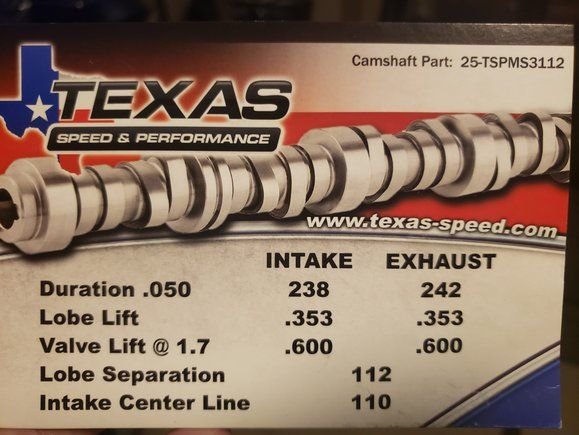 Camshaft Part: 25-TSPMS3112
TEXAS
SPEED & PERFORMANCE
www.texas-speed.com
INTAKE EXHAUST
Duration .050 238 242
Lobe Lift .353 .353
Valve Lift @ 1.7 .600 .600
Lobe Separation 112
Intake Center Line 110